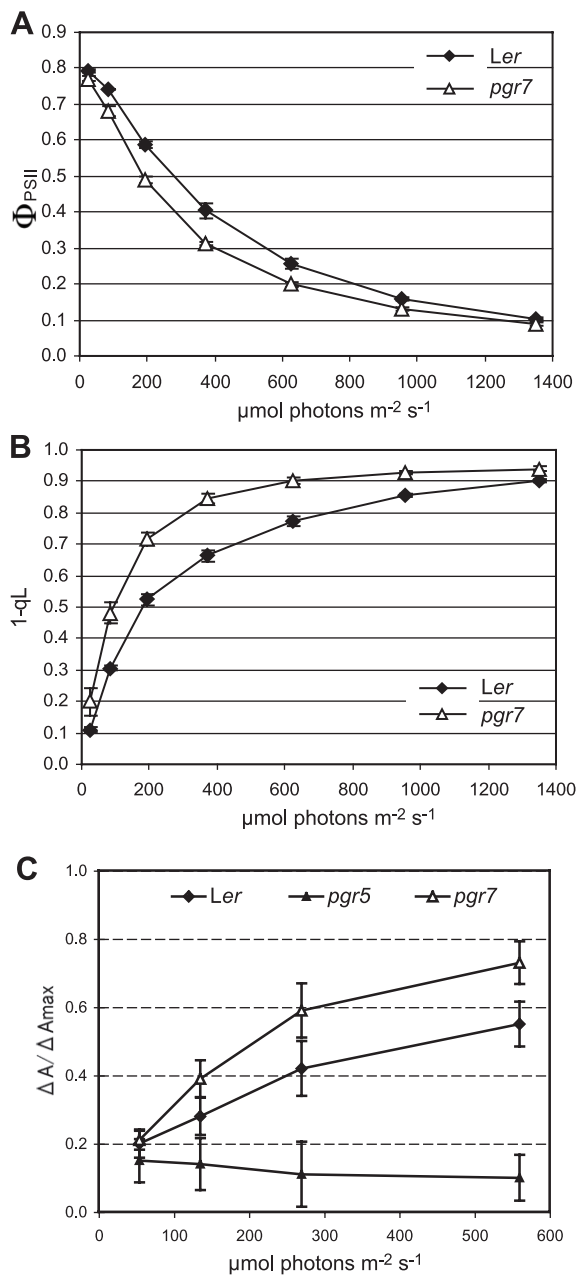 A
0.9
0.8
0.7
0.6
0.5
0.4
0.3
0.2
0.1
0.0
ΦPSII
Ler
pgr7
0 200 400 600 800 1000 1200 1400
µmol photons m-2 s-1
B
1.0
0.9
0.8
0.7
0.6
0.5
0.4
0.3
0.2
0.1
0.0
1-qL
Ler
pgr7
0 200 400 600 800 1000 1200 1400
µmol photons m-2 s-1
C
1.0
0.8
0.6
0.4
0.2
0.0
ΔA/ΔAmax
Ler pgr5 pgr7
0 100 200 300 400 500 600
µmol photons m-2 s-1